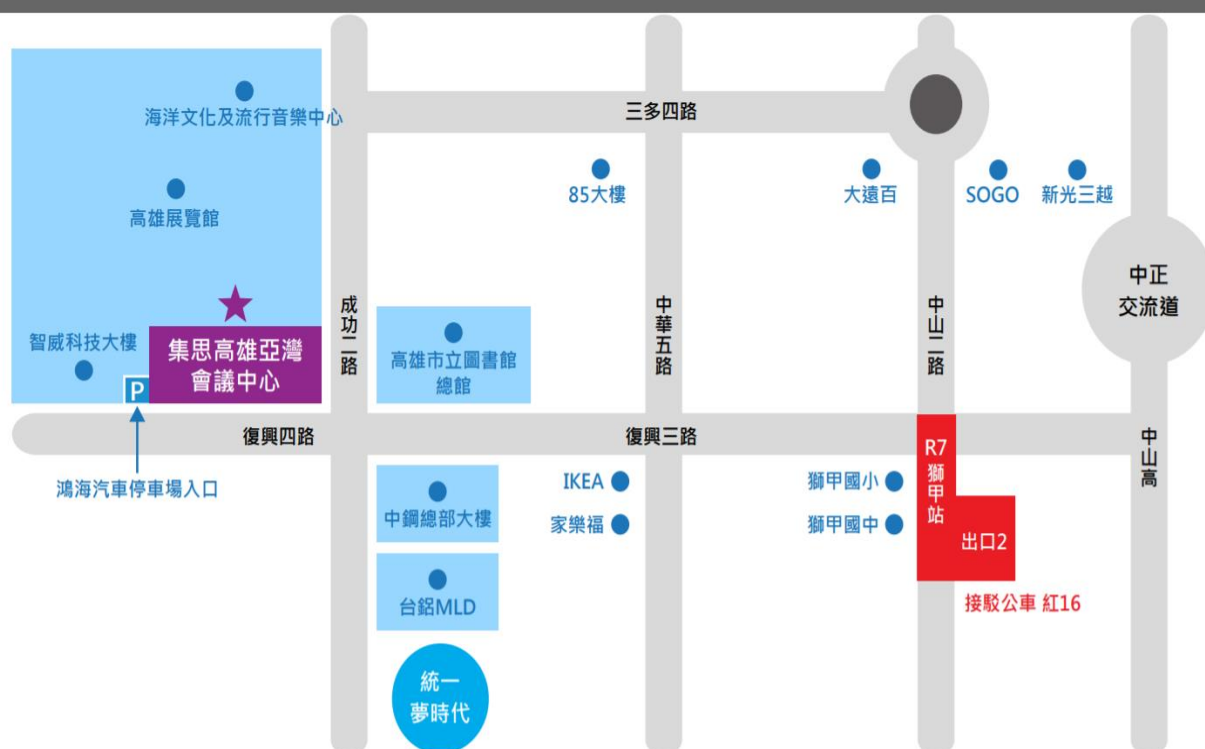 海洋文化及流行音樂中心
三多四路
85大樓
大遠百
SOGO
新光三越
高雄展覽館
中正
交流道
成功二路
中華五路
中山二路
智威科技大樓
集思高雄亞灣
會議中心
高雄市立圖書館
總館
P
復興四路
復興三路
R7
獅甲站
中山高
鴻海汽車停車場入口
IKEA
獅甲國小
中鋼總部大樓
家樂福
獅甲國中
出口2
台鋁MLD
接駁公車 紅16
統一
夢時代